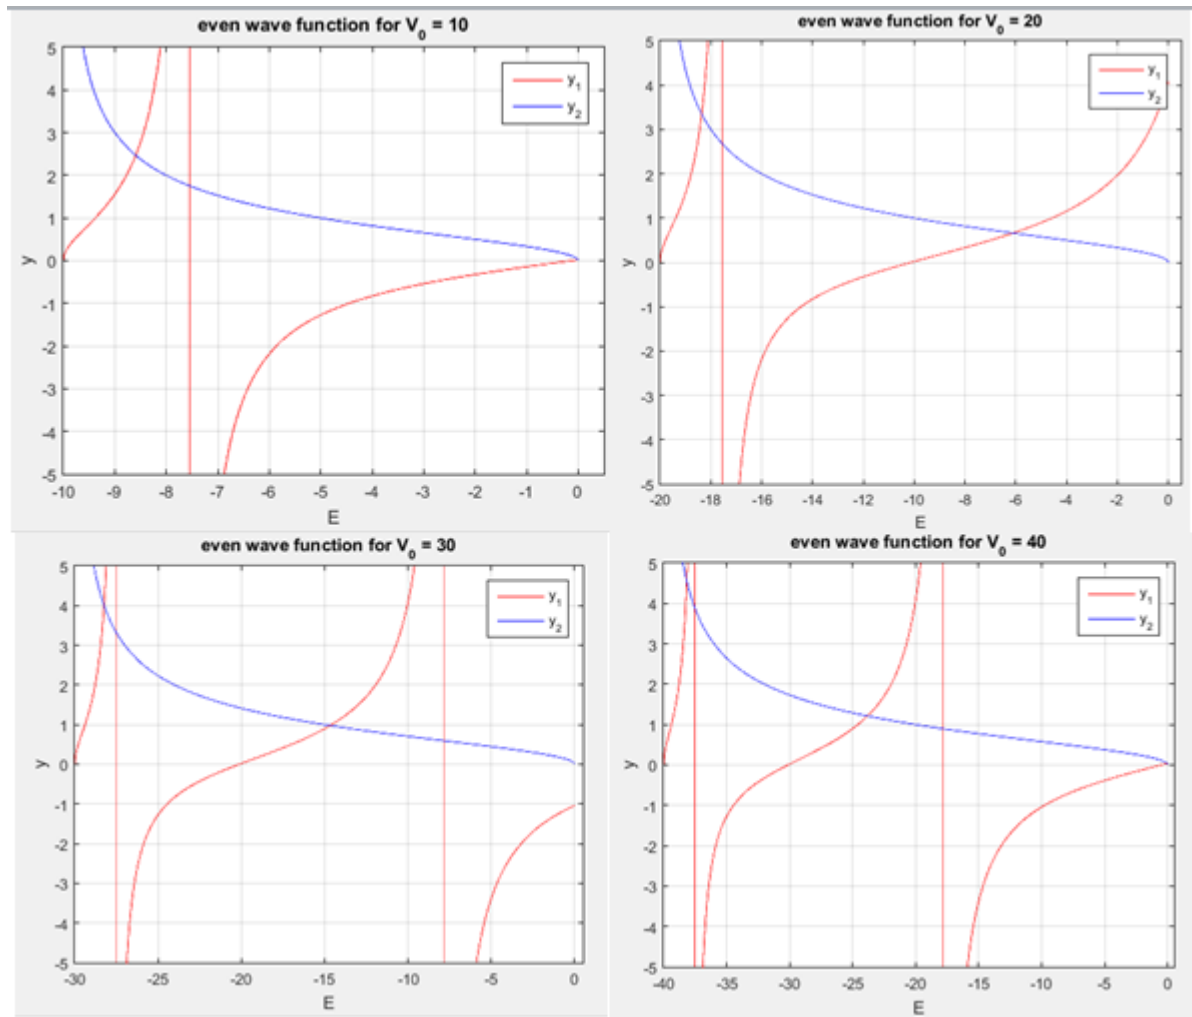 even wave function for V₀ = 10
5
4
3
2
1
0
-1
-2
-3
-4
-5
y
-10 -9 -8 -7 -6 -5 -4 -3 -2 -1 0
E
y₁
y₂
even wave function for V₀ = 20
5
4
3
2
1
0
-1
-2
-3
-4
-5
y
-20 -18 -16 -14 -12 -10 -8 -6 -4 -2 0
E
y₁
y₂
even wave function for V₀ = 30
5
4
3
2
1
0
-1
-2
-3
-4
-5
y
-30 -25 -20 -15 -10 -5 0
E
y₁
y₂
even wave function for V₀ = 40
5
4
3
2
1
0
-1
-2
-3
-4
-5
y
-40 -35 -30 -25 -20 -15 -10 -5 0
E
y₁
y₂